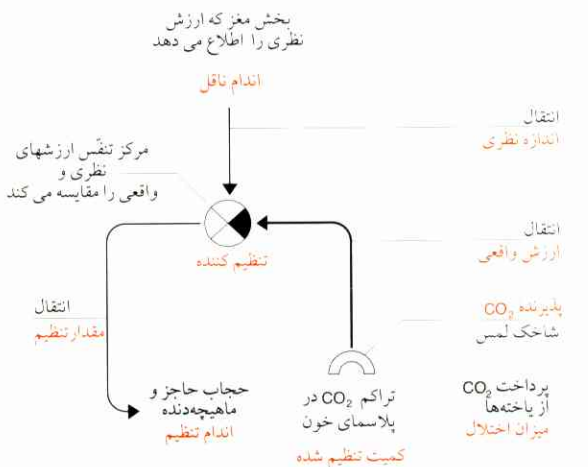 بخش مغز که ارزش
نظری را اطلاع می دهد
اندام ناقل
انتقال
اندازه نظری
مرکز تنفّس ارزشهای
نظری و
واقعی را مقایسه می کند
تنظیم کننده
انتقال
ارزش واقعی
انتقال
مقدار تنظیم
پذیرنده CO₂
شاخک لمس
حجاب حاجز و
ماهیچه‌دنده
اندام تنظیم
تراکم CO₂ در
پلاسمای خون
کمیت تنظیم شده
پرداخت CO₂
از یاخته‌ها
میزان اختلال